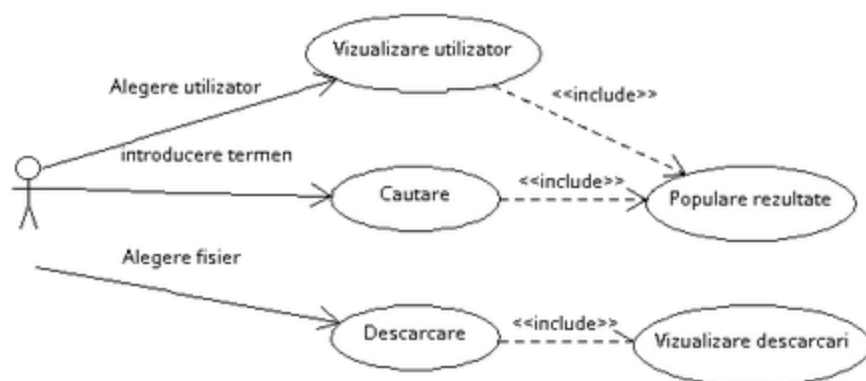 Vizualizare utilizator
Alegere utilizator
<<include>>
introducere termen
Cautare
<<include>>
Populare rezultate
Alegere fisier
Descarcare
<<include>>
Vizualizare descarcari